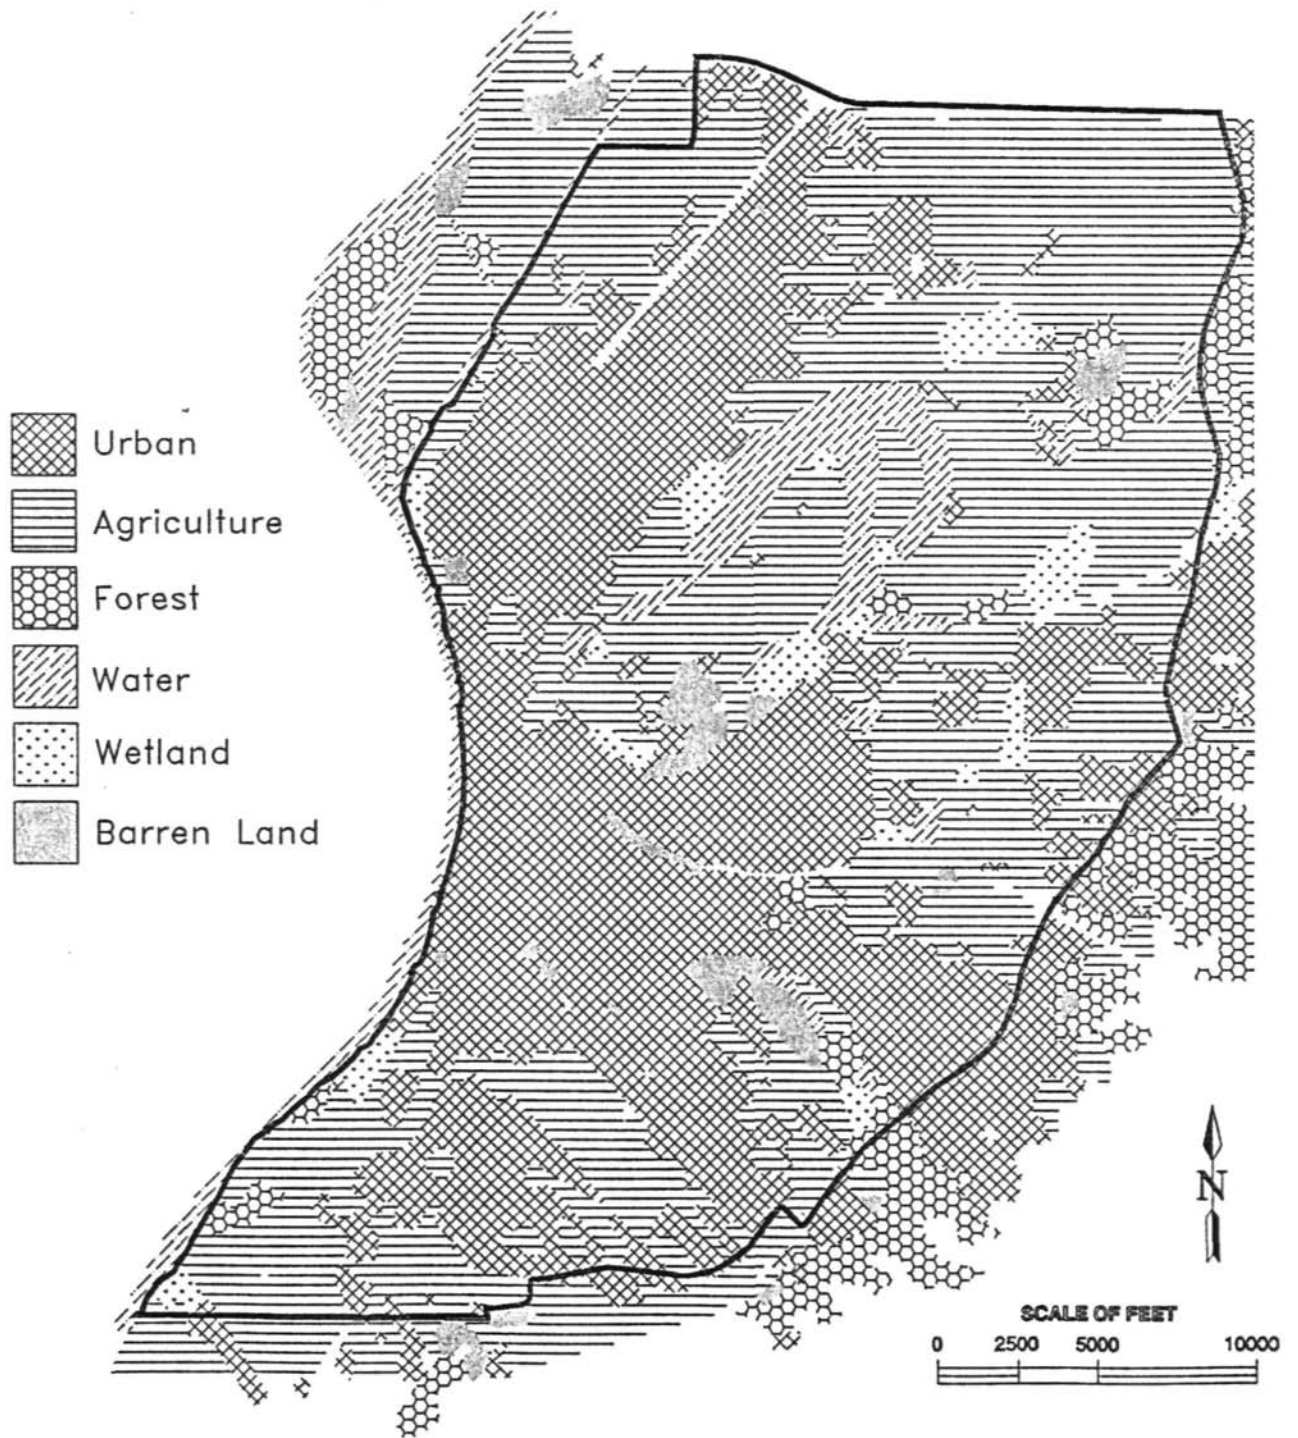 Urban
Agriculture
Forest
Water
Wetland
Barren Land
N
SCALE OF FEET
0 2500 5000 10000